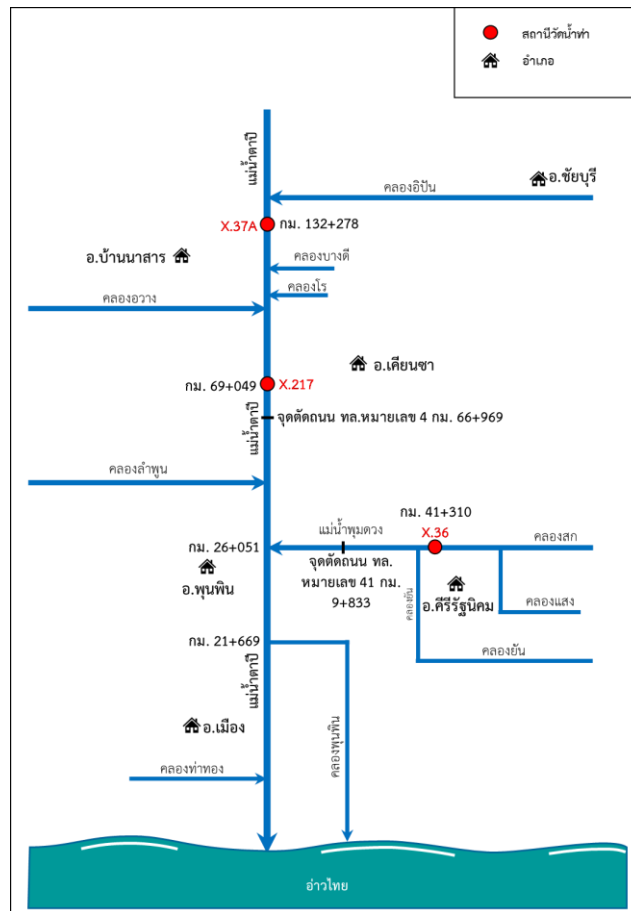 สถานีวัดน้ำท่า
อำเภอ
แม่น้ำตาปี
คลองอิปัน
อ.ชัยบุรี
X.37A
กม. 132+278
อ.บ้านนาสาร
คลองบางดี
คลองโร
คลองอวาง
อ.เคียนซา
กม. 69+049
X.217
แม่น้ำตาปี
จุดตัดถนน ทล.หมายเลข 4 กม. 66+969
คลองลำพูน
กม. 41+310
แม่น้ำพุมดวง
X.36
คลองสก
กม. 26+051
จุดตัดถนน ทล.
หมายเลข 41 กม.
9+833
อ.พุนพิน
คลองยัน
อ.คีรีรัฐนิคม
คลองแสง
กม. 21+669
คลองยัน
แม่น้ำตาปี
อ.เมือง
คลองพุนพิน
คลองท่าทอง
อ่าวไทย